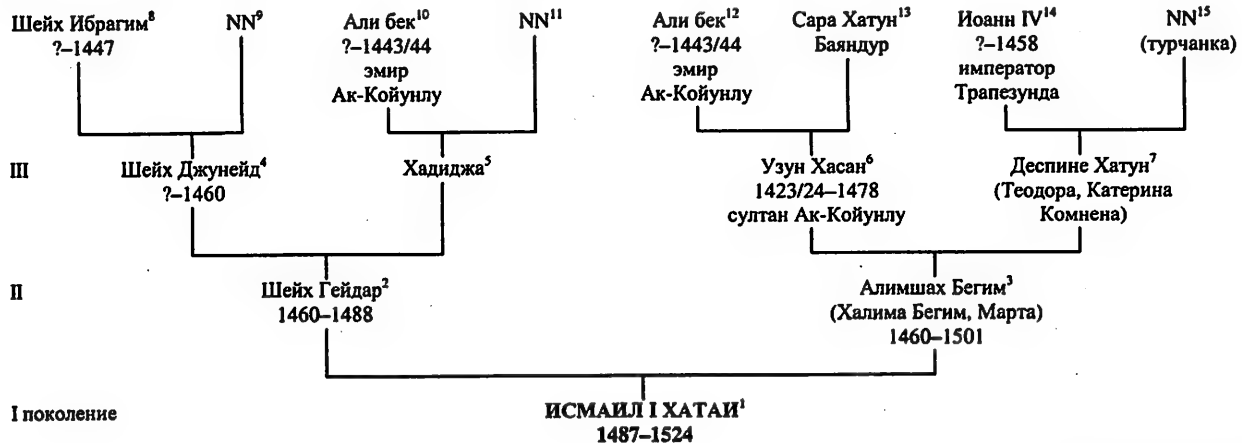 Шейх Ибрагим⁸ NN⁹ Али бек¹⁰ NN¹¹ Али бек¹² Сара Хатун¹³ Иоанн IV¹⁴ NN¹⁵
?–1447 ?–1443/44 ?–1443/44 Баяндур ?–1458 (турчанка)
эмир эмир император
Ак-Койунлу Ак-Койунлу Трапезунда
III Шейх Джунейд⁴ Хадиджа⁵ Узун Хасан⁶ Деспине Хатун⁷
?–1460 1423/24–1478 (Теодора, Катерина
султан Ак-Койунлу Комнена)
II Шейх Гейдар² Алимшах Бегим³
1460–1488 (Халима Бегим, Марта)
1460–1501
I поколение ИСМАИЛ I ХАТАИ¹
1487–1524